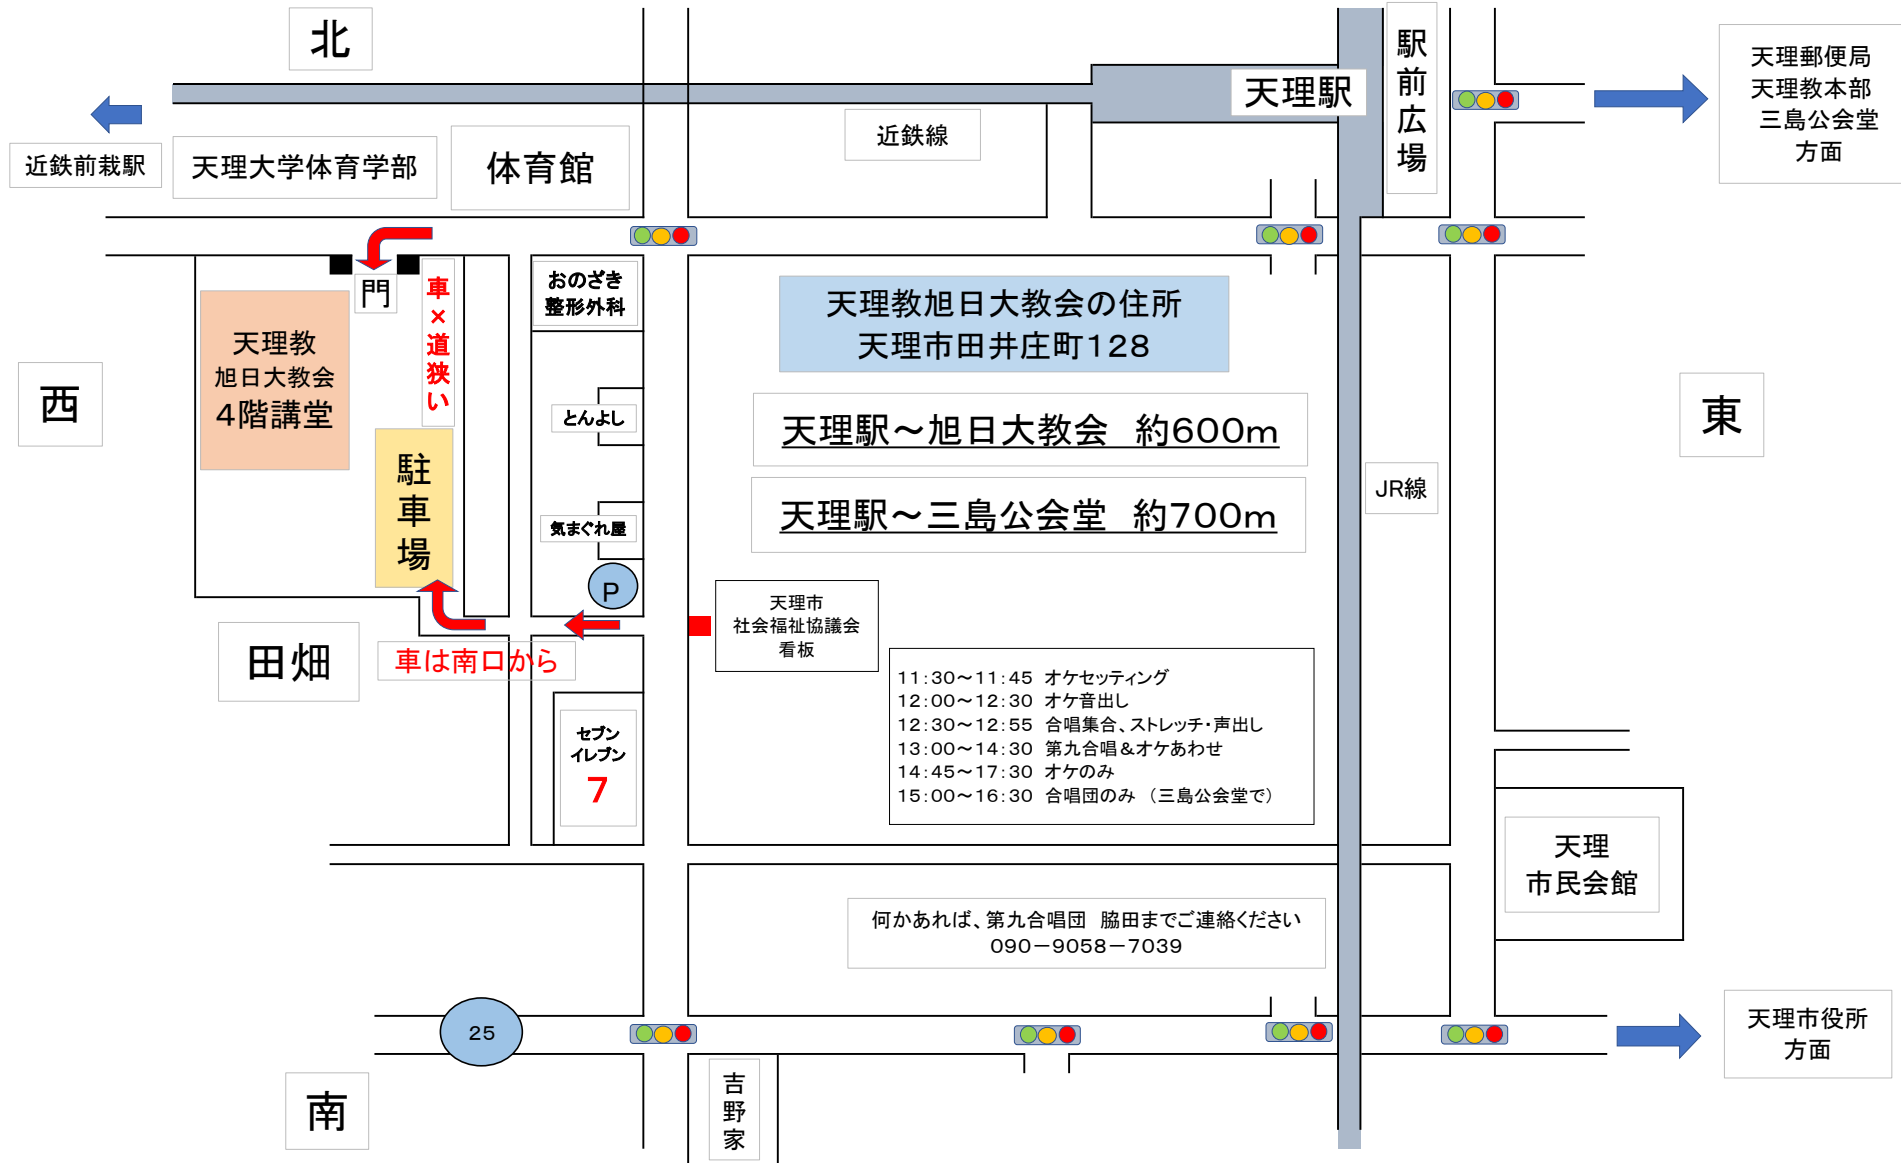 北
天理駅
駅前広場
天理郵便局
天理教本部
三島公会堂
方面
近鉄前栽駅
天理大学体育学部
体育館
近鉄線
門
車×道狭い
おのざき
整形外科
天理教旭日大教会の住所
天理市田井庄町128
天理教
旭日大教会
4階講堂
西
とんよし
天理駅～旭日大教会　約600m
東
駐車場
気まぐれ屋
天理駅～三島公会堂　約700m
JR線
P
天理市
社会福祉協議会
看板
田畑
車は南口から
11:30～11:45 オケセッティング
12:00～12:30 オケ音出し
12:30～12:55 合唱集合、ストレッチ・声出し
13:00～14:30 第九合唱&オケあわせ
14:45～17:30 オケのみ
15:00～16:30 合唱団のみ （三島公会堂で）
セブン
イレブン
7
天理
市民会館
何かあれば、第九合唱団　脇田までご連絡ください
090－9058－7039
25
天理市役所
方面
南
吉野家